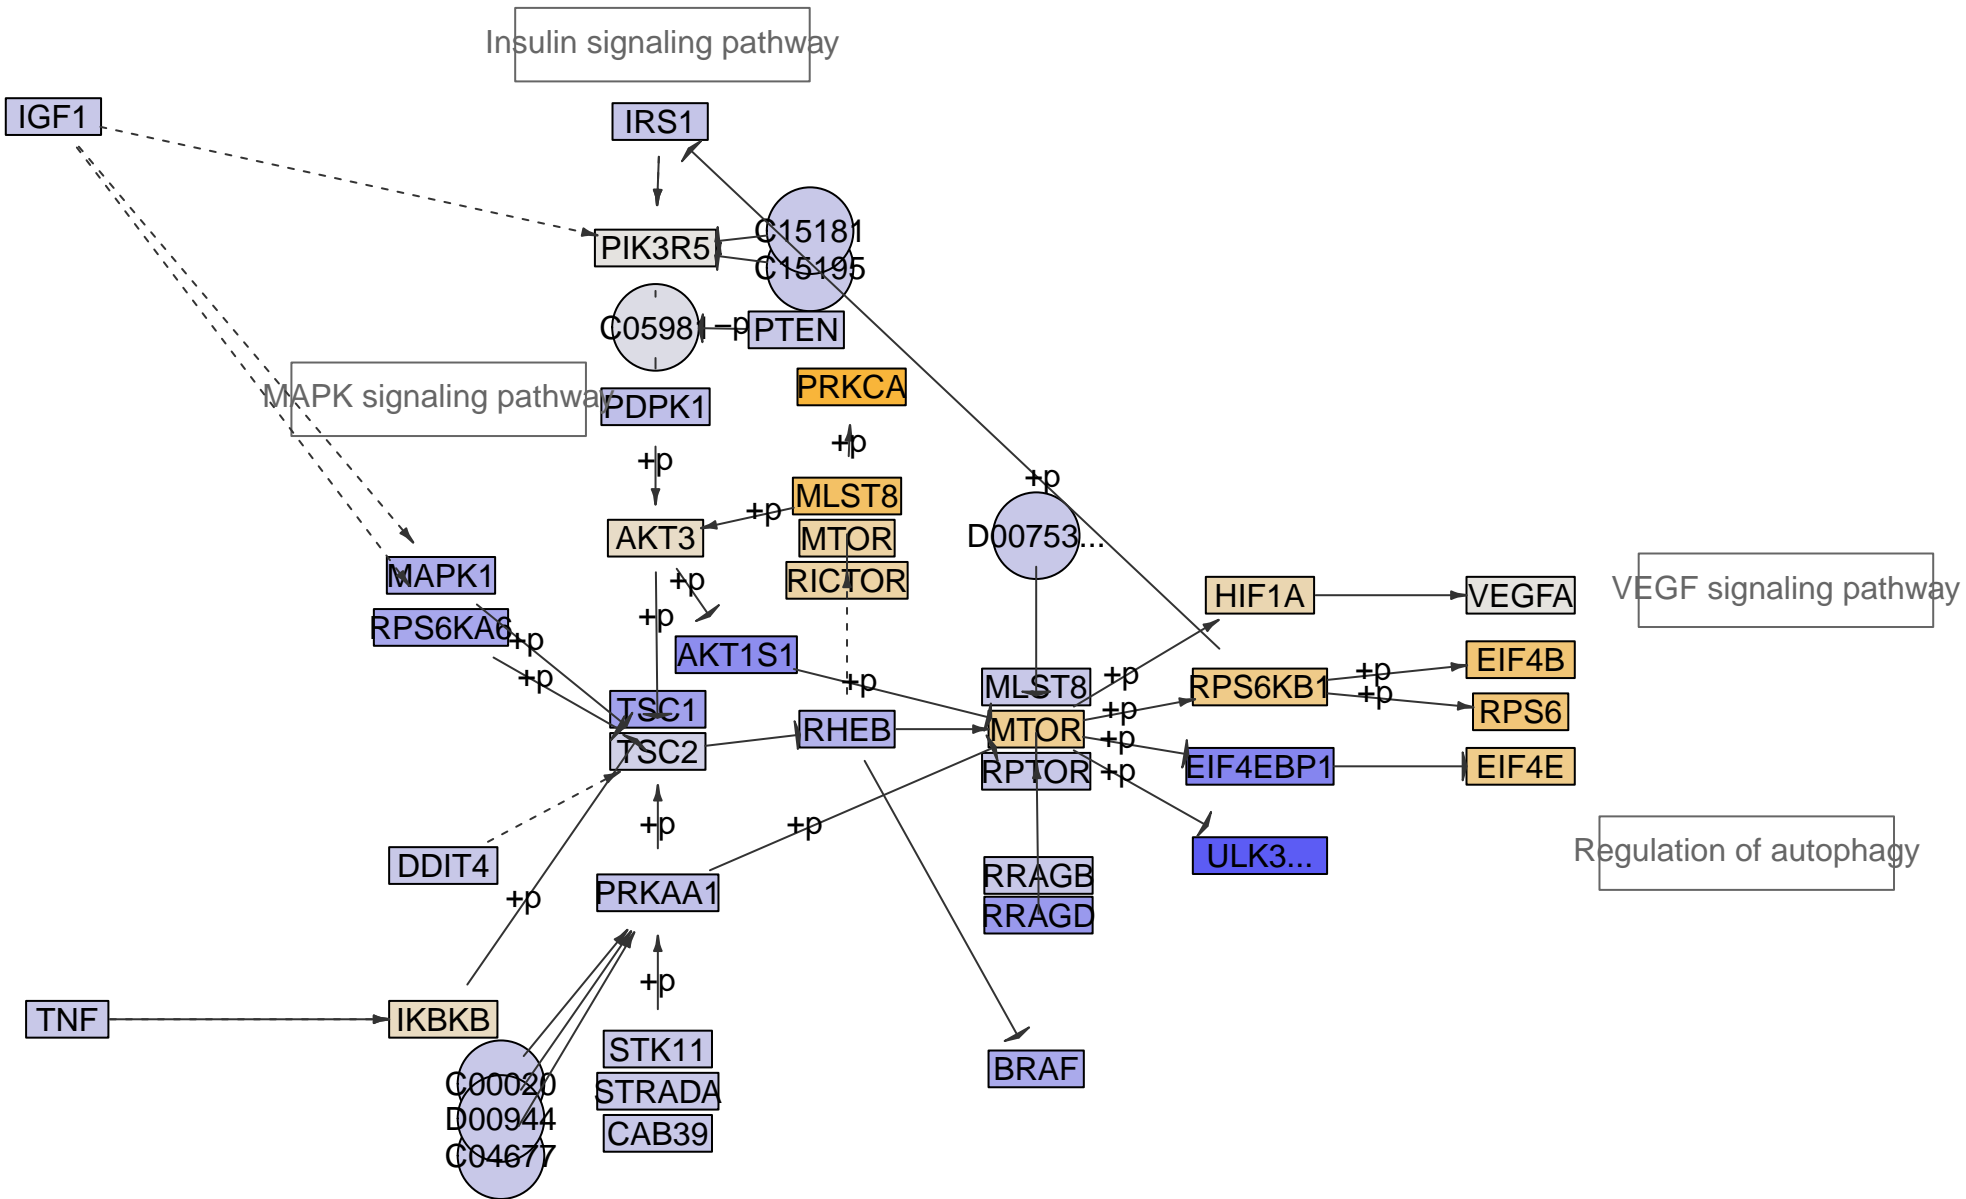 Insulin signaling pathway
IGF1
IRS1
C15181
PIK3R5
C15195
C0598
−p
PTEN
PRKCA
MAPK signaling pathway
PDPK1
+p
+p
+p
MLST8
+p
AKT3
MTOR
D00753...
MAPK1
+p
RICTOR
HIF1A
VEGFA
VEGF signaling pathway
RPS6KA6
+p
+p
AKT1S1
EIF4B
+p
+p
MLST8
+p
+p
RPS6KB1
+p
TSC1
RHEB
MTOR
+p
RPS6
TSC2
+p
RPTOR
+p
EIF4EBP1
EIF4E
+p
+p
DDIT4
ULK3...
Regulation of autophagy
+p
PRKAA1
RRAGB
RRAGD
+p
TNF
IKBKB
STK11
BRAF
C00020
STRADA
D00944
CAB39
C04677